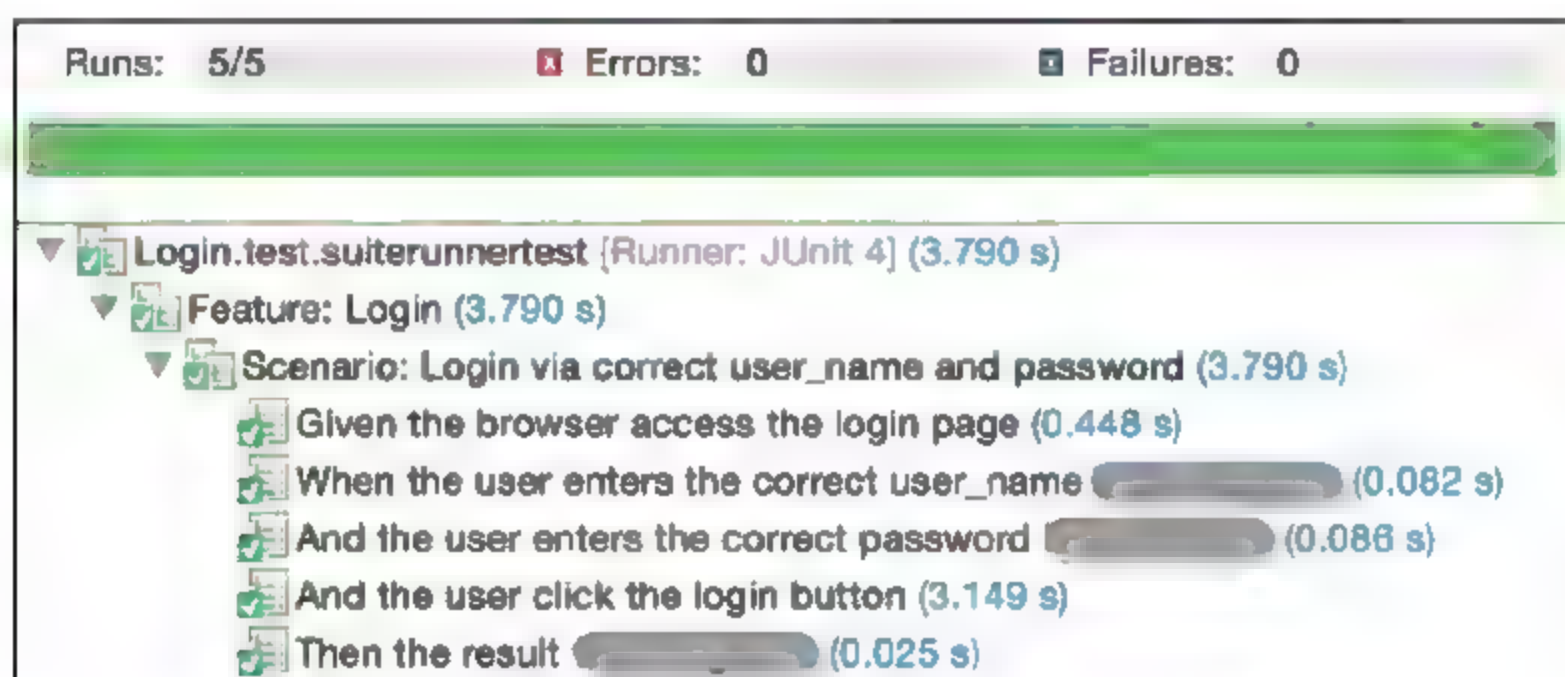 Runs: 5/5 Errors: 0 Failures: 0
Login.test.suiterunnertest [Runner: JUnit 4] (3.790 s)
Feature: Login (3.790 s)
Scenario: Login via correct user_name and password (3.790 s)
Given the browser access the login page (0.448 s)
When the user enters the correct user_name (0.082 s)
And the user enters the correct password (0.086 s)
And the user click the login button (3.149 s)
Then the result (0.025 s)